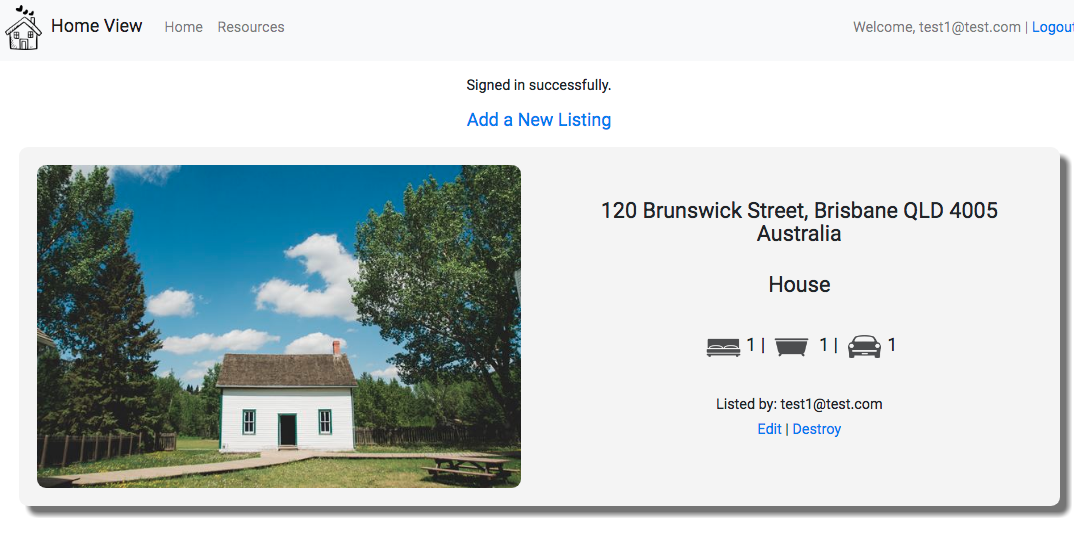 Home View Home Resources Welcome, test1@test.com | Logout
Signed in successfully.
Add a New Listing
120 Brunswick Street, Brisbane QLD 4005
Australia
House
1 | 1 | 1
Listed by: test1@test.com
Edit | Destroy